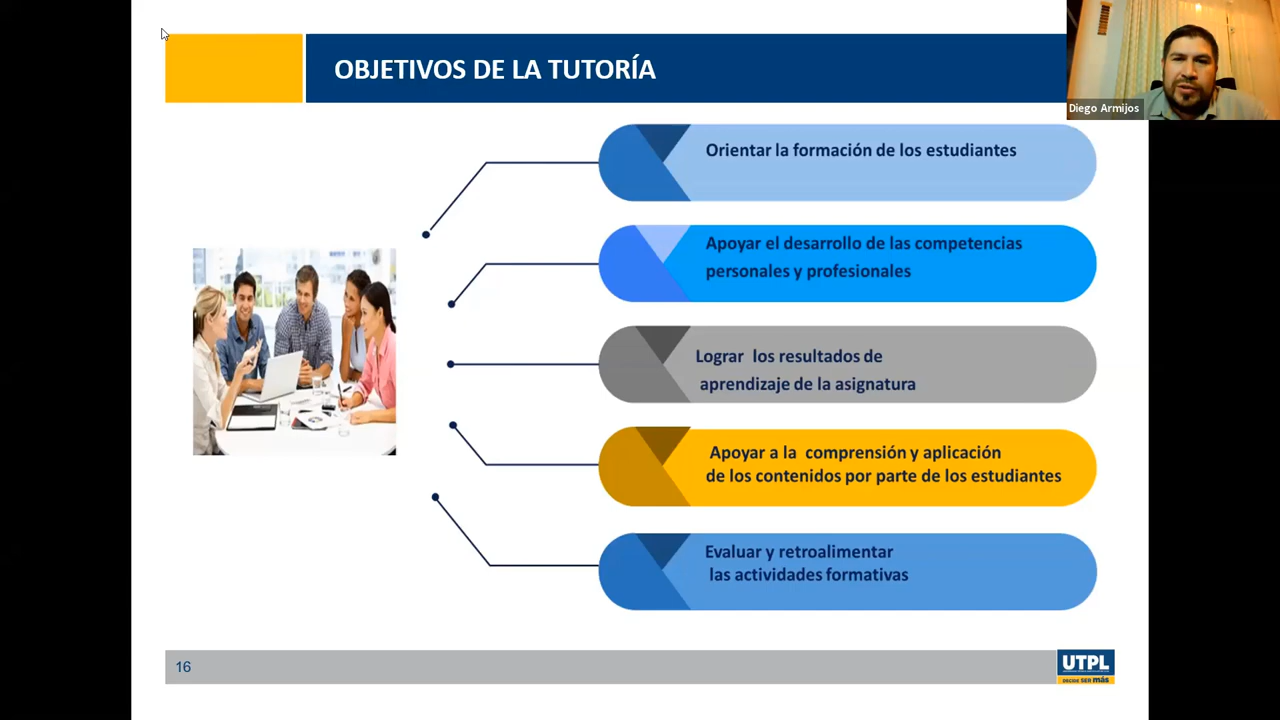 OBJETIVOS DE LA TUTORÍA
Diego Armijos
Orientar la formación de los estudiantes
Apoyar el desarrollo de las competencias
personales y profesionales
Lograr los resultados de
aprendizaje de la asignatura
Apoyar a la comprensión y aplicación
de los contenidos por parte de los estudiantes
Evaluar y retroalimentar
las actividades formativas
16
UTPL
DECIDE SER más